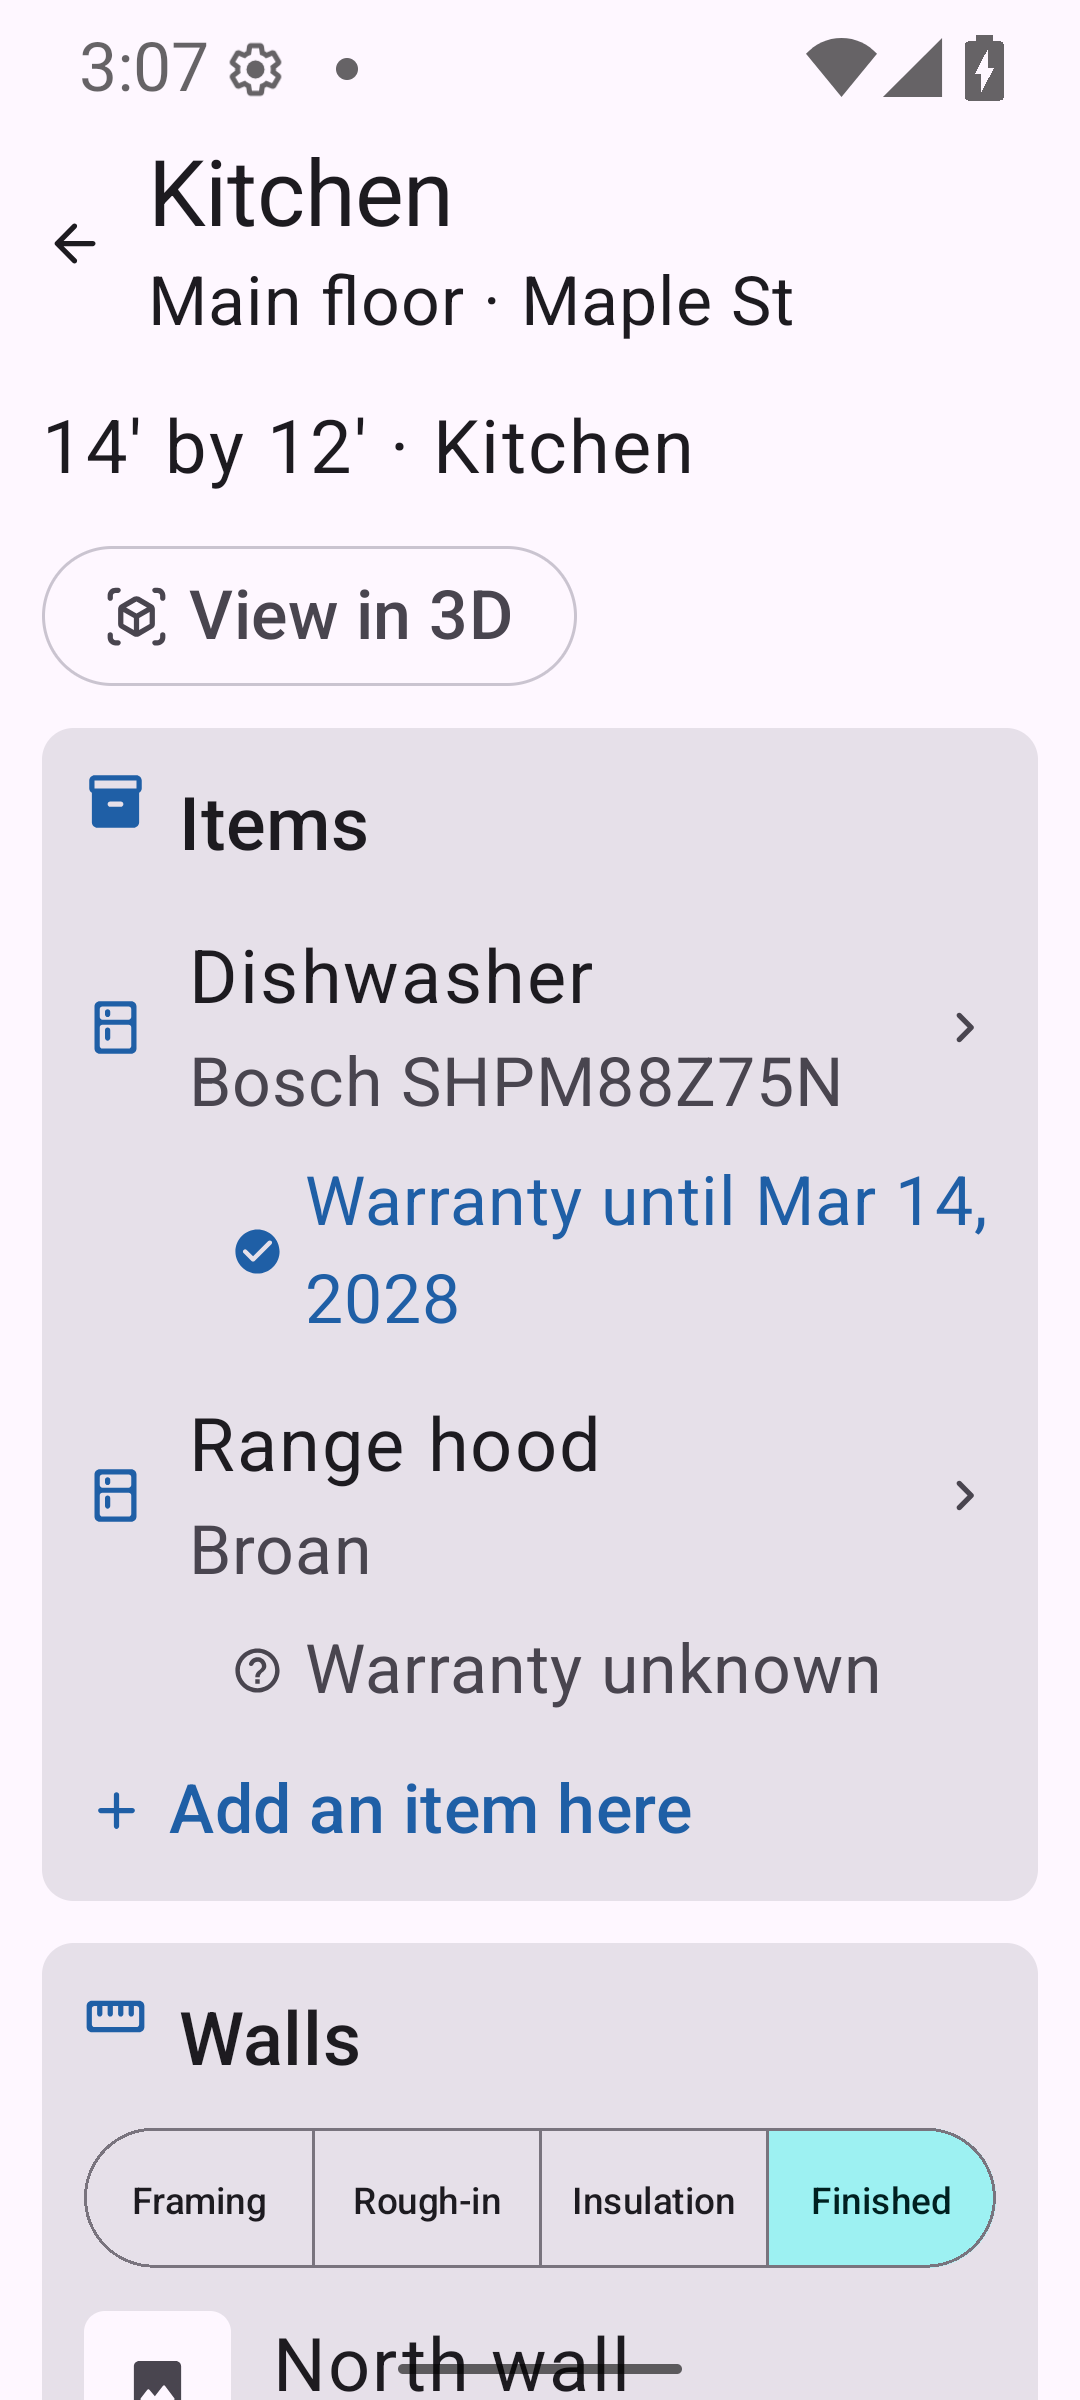 3:07
Kitchen
Main floor · Maple St
14' by 12' · Kitchen
View in 3D
Items
Dishwasher
Bosch SHPM88Z75N
Warranty until Mar 14,
2028
Range hood
Broan
Warranty unknown
Add an item here
Walls
Framing
Rough-in
Insulation
Finished
North wall